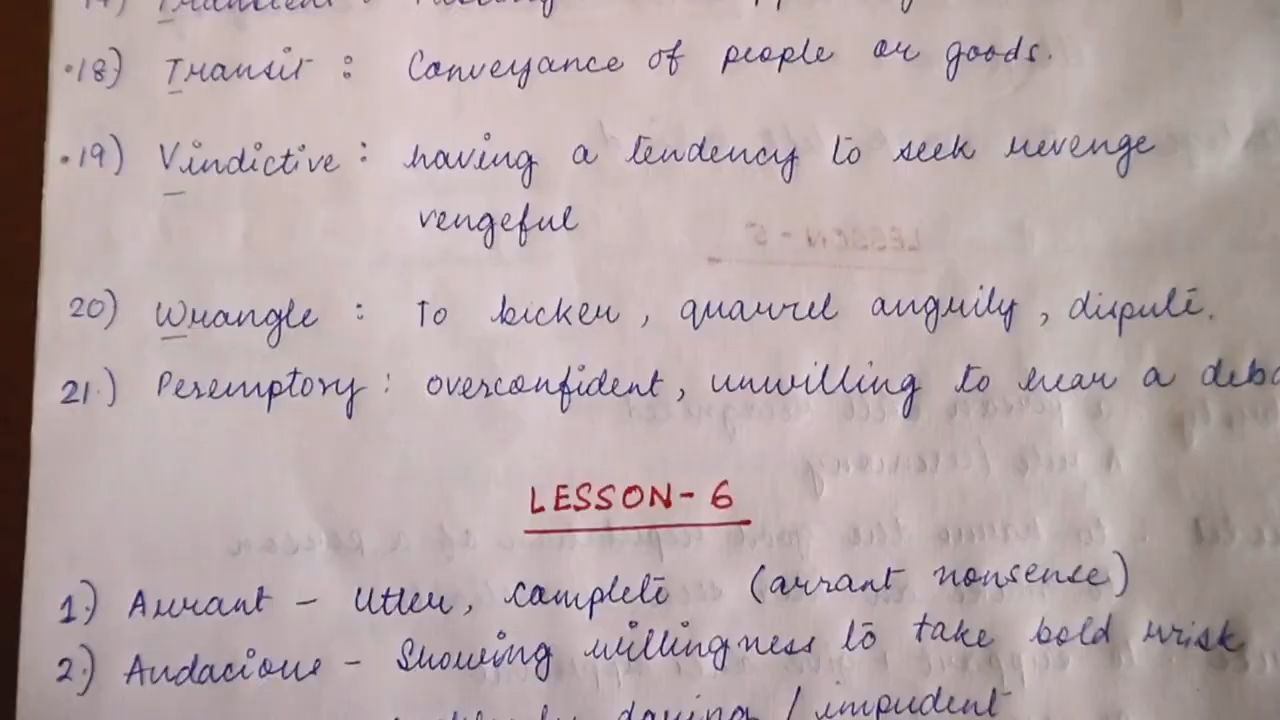 18) Transit : Conveyance of people or goods.
19) Vindictive : having a tendency to seek revenge
vengeful
20) Wrangle : To bicker, quarrel angrily, dispute.
21.) Peremptory : overconfident, unwilling to hear a
LESSON-6
1.) Arrant - Utter, complete (arrant nonsense)
2.) Audacious - Showing willingness to take bold risk
daring / impudent